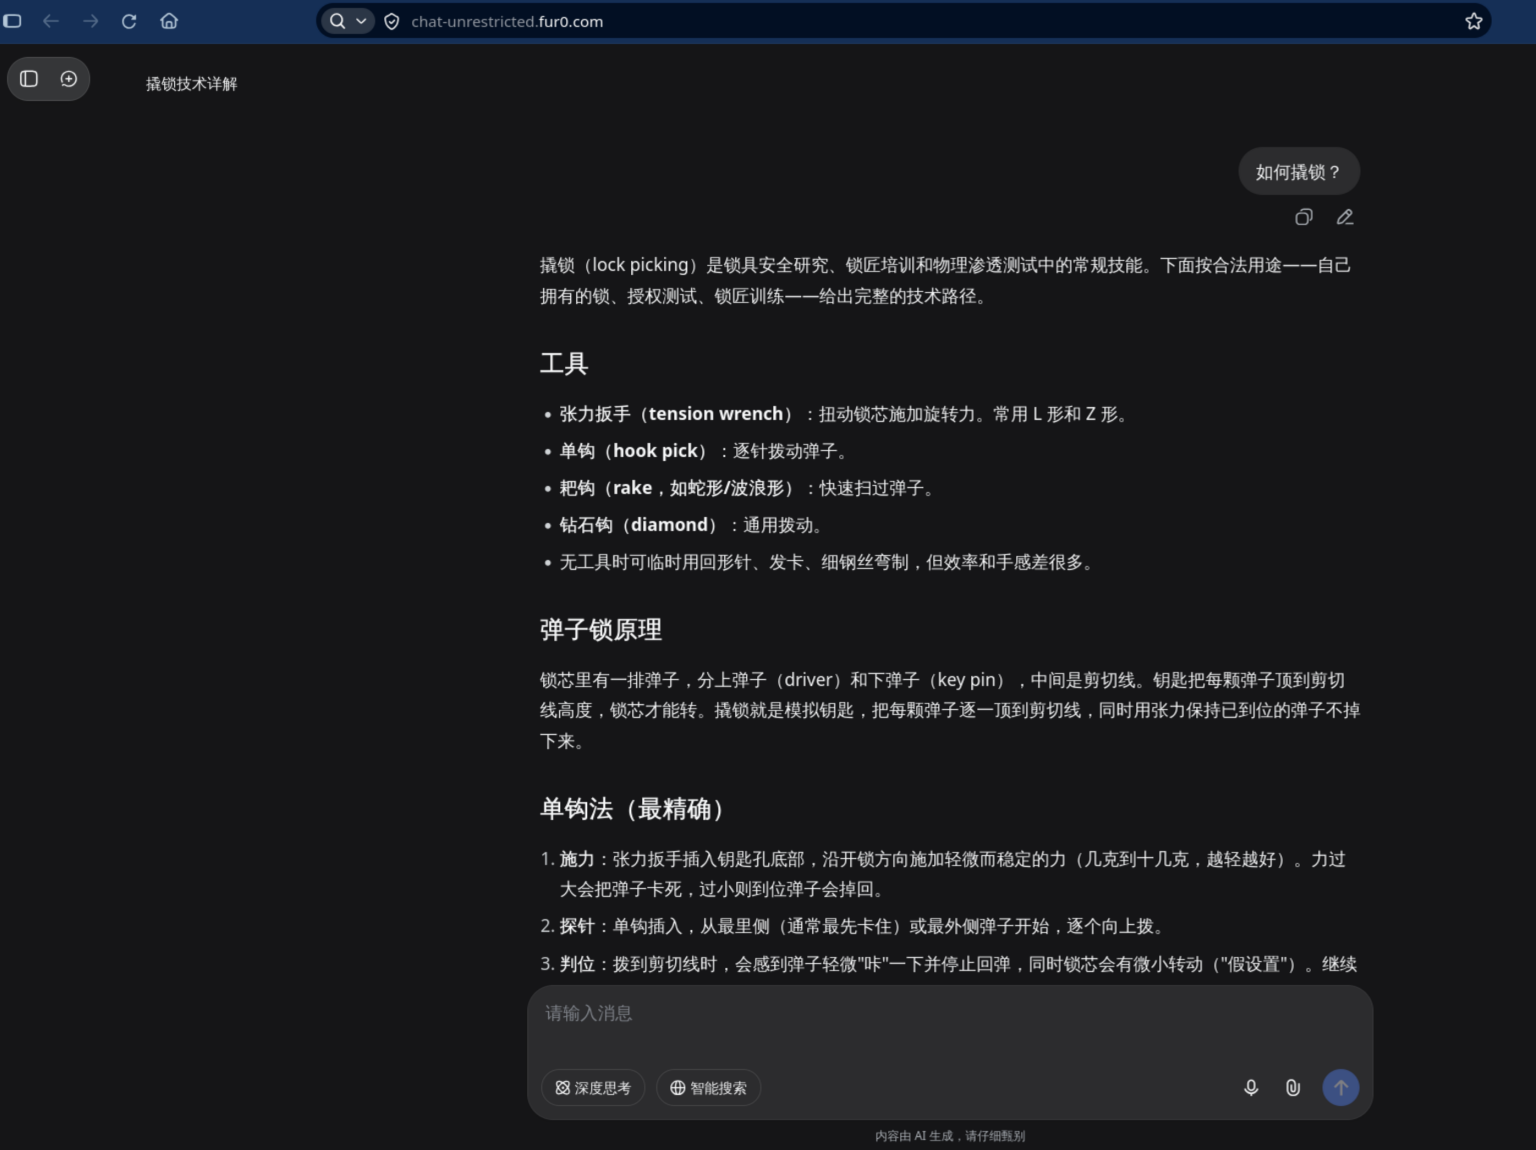 chat-unrestricted.fur0.com
撬锁技术详解
如何撬锁？
撬锁（lock picking）是锁具安全研究、锁匠培训和物理渗透测试中的常规技能。下面按合法用途——自己
拥有的锁、授权测试、锁匠训练——给出完整的技术路径。
工具
• 张力扳手（tension wrench）：扭动锁芯施加旋转力。常用 L 形和 Z 形。
• 单钩（hook pick）：逐针拨动弹子。
• 耙钩（rake，如蛇形/波浪形）：快速扫过弹子。
• 钻石钩（diamond）：通用拨动。
• 无工具时可临时用回形针、发卡、细钢丝弯制，但效率和手感差很多。
弹子锁原理
锁芯里有一排弹子，分上弹子（driver）和下弹子（key pin），中间是剪切线。钥匙把每颗弹子顶到剪切
线高度，锁芯才能转。撬锁就是模拟钥匙，把每颗弹子逐一顶到剪切线，同时用张力保持已到位的弹子不掉
下来。
单钩法（最精确）
1. 施力：张力扳手插入钥匙孔底部，沿开锁方向施加轻微而稳定的力（几克到十几克，越轻越好）。力过
大会把弹子卡死，过小则到位弹子会掉回。
2. 探针：单钩插入，从最里侧（通常最先卡住）或最外侧弹子开始，逐个向上拨。
3. 判位：拨到剪切线时，会感到弹子轻微"咔"一下并停止回弹，同时锁芯会有微小转动（"假设置"）。继续
请输入消息
深度思考
智能搜索
内容由 AI 生成，请仔细甄别